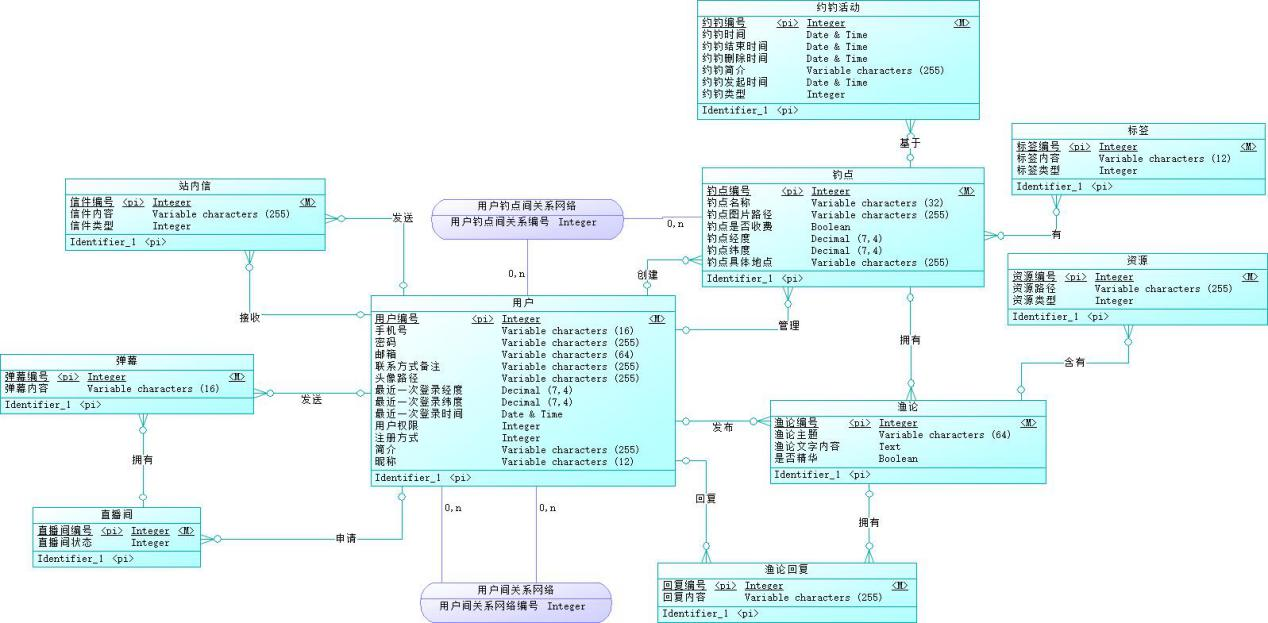 约钓活动
约钓编号 <pi> Integer <M>
约钓时间 Date & Time
约钓结束时间 Date & Time
约钓删除时间 Date & Time
约钓简介 Variable characters (255)
约钓发起时间 Date & Time
约钓类型 Integer
Identifier_1 <pi>
基于
标签
标签编号 <pi> Integer <M>
标签内容 Variable characters (12)
标签类型 Integer
Identifier_1 <pi>
有
钓点
钓点编号 <pi> Integer <M>
钓点名称 Variable characters (32)
钓点图片路径 Variable characters (255)
钓点是否收费 Boolean
钓点经度 Decimal (7,4)
钓点纬度 Decimal (7,4)
钓点具体地点 Variable characters (255)
Identifier_1 <pi>
站内信
信件编号 <pi> Integer <M>
信件内容 Variable characters (255)
信件类型 Integer
Identifier_1 <pi>
发送
接收
用户钓点间关系网络
用户钓点间关系编号 Integer
0,n
0,n
创建
管理
资源
资源编号 <pi> Integer <M>
资源路径 Variable characters (255)
资源类型 Integer
Identifier_1 <pi>
含有
拥有
用户
用户编号 <pi> Integer <M>
手机号 Variable characters (16)
密码 Variable characters (255)
邮箱 Variable characters (64)
联系方式备注 Variable characters (255)
头像路径 Variable characters (255)
最近一次登录经度 Decimal (7,4)
最近一次登录纬度 Decimal (7,4)
最近一次登录时间 Date & Time
用户权限 Integer
注册方式 Integer
简介 Variable characters (255)
昵称 Variable characters (12)
Identifier_1 <pi>
弹幕
弹幕编号 <pi> Integer <M>
弹幕内容 Variable characters (16)
Identifier_1 <pi>
发送
拥有
渔论
渔论编号 <pi> Integer <M>
渔论主题 Variable characters (64)
渔论文字内容 Text
是否精华 Boolean
Identifier_1 <pi>
发布
回复
拥有
直播间
直播间编号 <pi> Integer <M>
直播间状态 Integer
Identifier_1 <pi>
申请
0,n
0,n
用户间关系网络
用户间关系网络编号 Integer
渔论回复
回复编号 <pi> Integer <M>
回复内容 Variable characters (255)
Identifier_1 <pi>